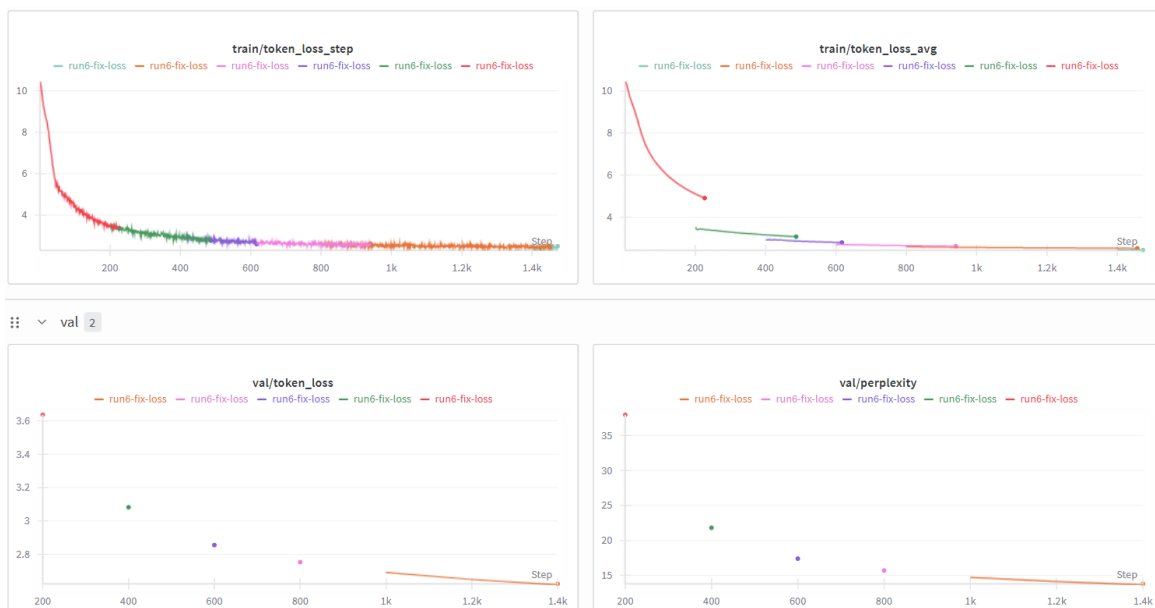 train/token_loss_step
run6-fix-loss run6-fix-loss run6-fix-loss run6-fix-loss run6-fix-loss run6-fix-loss
10
8
6
4
Step
200 400 600 800 1k 1.2k 1.4k
train/token_loss_avg
run6-fix-loss run6-fix-loss run6-fix-loss run6-fix-loss run6-fix-loss run6-fix-loss
10
8
6
4
Step
200 400 600 800 1k 1.2k 1.4k
val 2
val/token_loss
run6-fix-loss run6-fix-loss run6-fix-loss run6-fix-loss run6-fix-loss
3.6
3.4
3.2
3
2.8
Step
200 400 600 800 1k 1.2k 1.4k
val/perplexity
run6-fix-loss run6-fix-loss run6-fix-loss run6-fix-loss run6-fix-loss
35
30
25
20
15
Step
200 400 600 800 1k 1.2k 1.4k